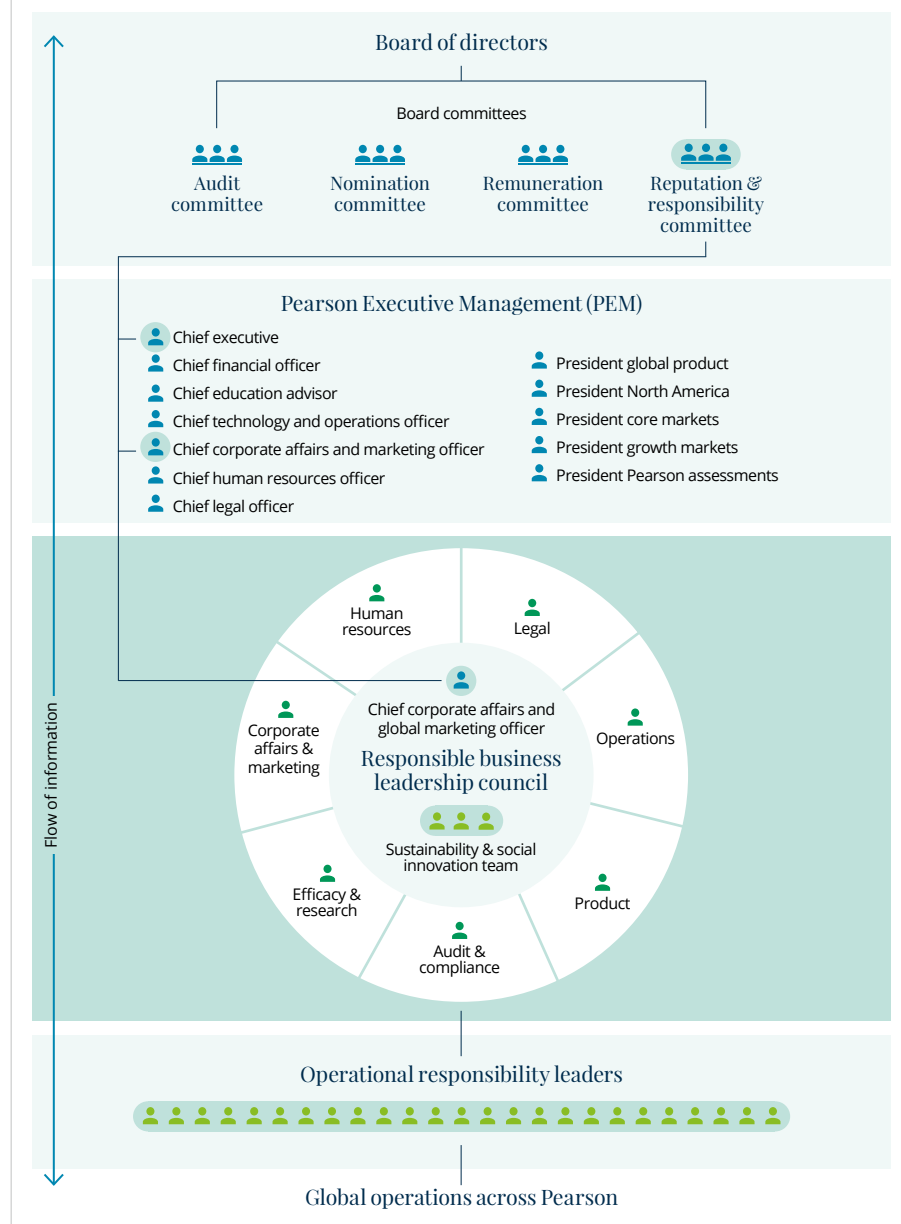 Board of directors
Board committees
Audit
committee
Nomination
committee
Remuneration
committee
Reputation &
responsibility
committee
Pearson Executive Management (PEM)
Chief executive
Chief financial officer
Chief education advisor
Chief technology and operations officer
Chief corporate affairs and marketing officer
Chief human resources officer
Chief legal officer
President global product
President North America
President core markets
President growth markets
President Pearson assessments
Flow of information
Human
resources
Legal
Operations
Product
Audit &
compliance
Efficacy &
research
Corporate
affairs &
marketing
Chief corporate affairs and
global marketing officer
Responsible business
leadership council
Sustainability & social
innovation team
Operational responsibility leaders
Global operations across Pearson